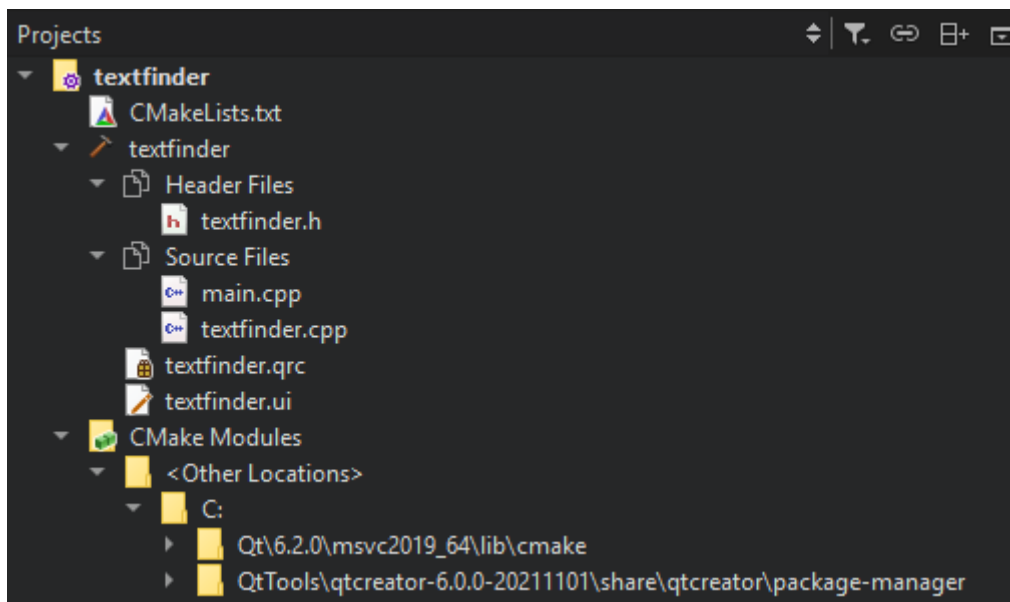 Projects
textfinder
CMakeLists.txt
textfinder
Header Files
textfinder.h
Source Files
main.cpp
textfinder.cpp
textfinder.qrc
textfinder.ui
CMake Modules
<Other Locations>
C:
Qt\6.2.0\msvc2019_64\lib\cmake
QtTools\qtcreator-6.0.0-20211101\share\qtcreator\package-manager